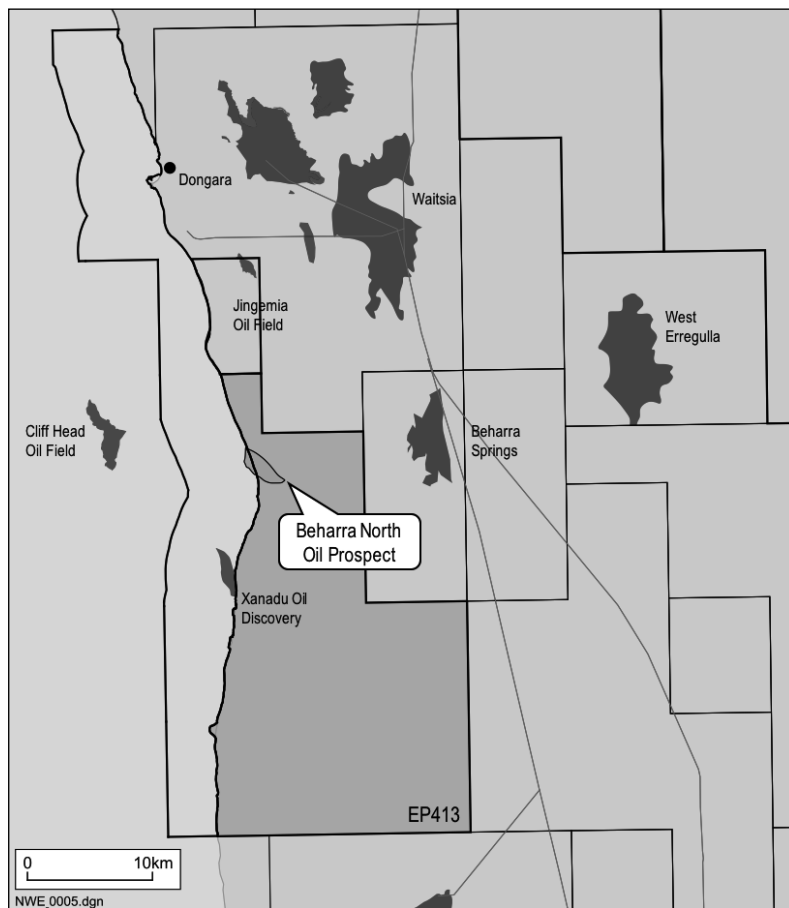 Dongara
Waitsia
Jingemia
Oil Field
West
Erregulla
Cliff Head
Oil Field
Beharra
Springs
Beharra North
Oil Prospect
Xanadu Oil
Discovery
EP413
0
10km
NWE_0005.dgn